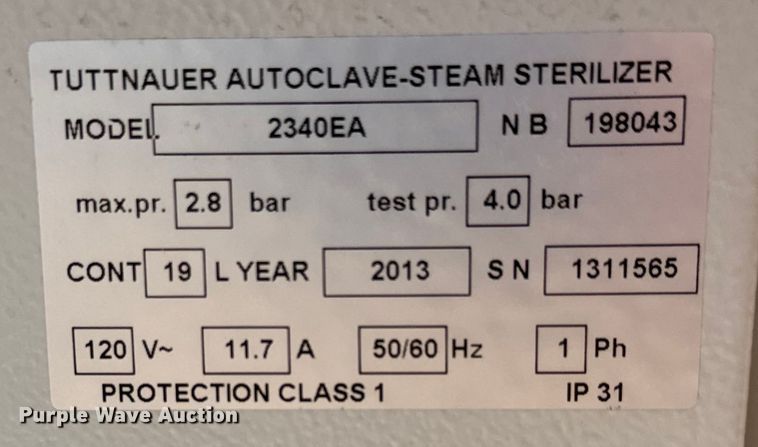 TUTTNAUER AUTOCLAVE-STEAM STERILIZER
MODEL 2340EA N B 198043
max.pr. 2.8 bar test pr. 4.0 bar
CONT 19 L YEAR 2013 S N 1311565
120 V~ 11.7 A 50/60 Hz 1 Ph
PROTECTION CLASS 1 IP 31
Purple Wave Auction